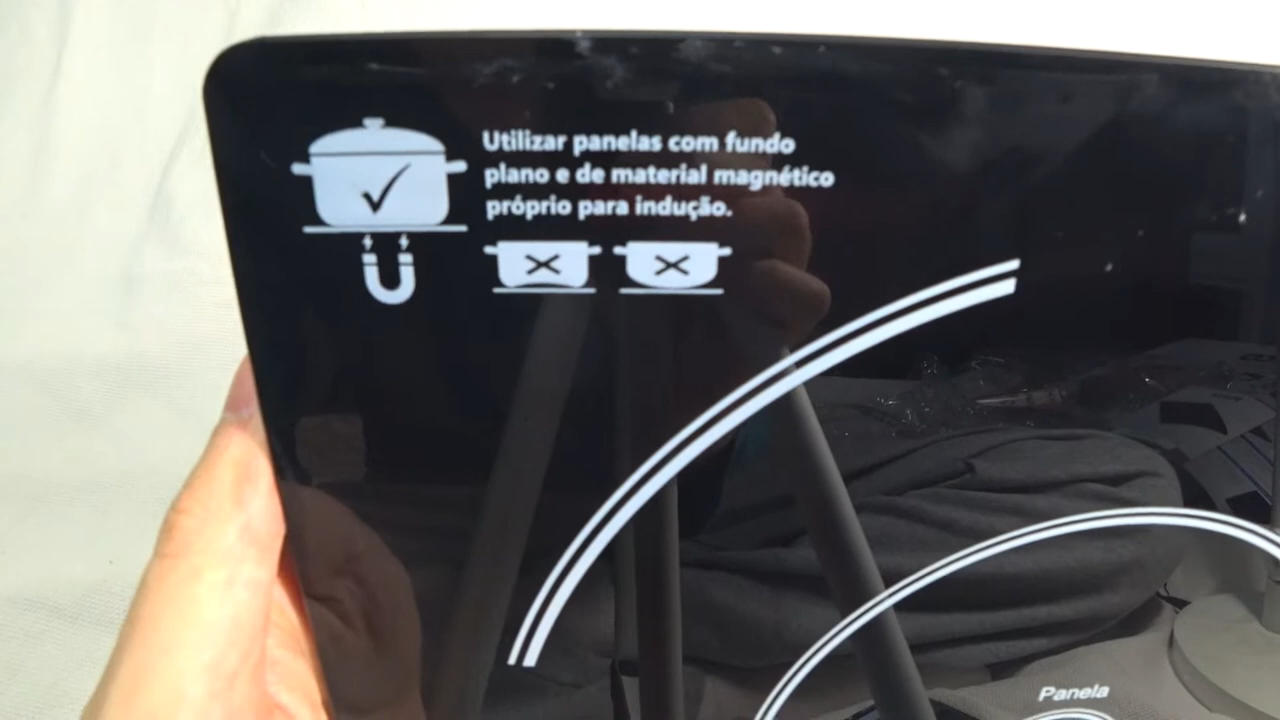 Utilizar panelas com fundo
plano e de material magnético
próprio para indução.
Panela